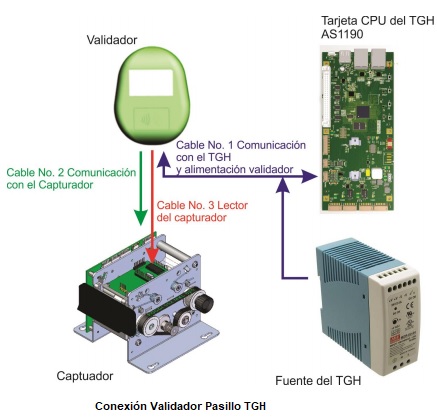 Tarjeta CPU del TGH
AS1190
Validador
Cable No. 1 Comunicación
con el TGH
y alimentación validador
Cable No. 2 Comunicación
con el Capturador
Cable No. 3 Lector
del capturador
Captuador
Fuente del TGH
Conexión Validador Pasillo TGH